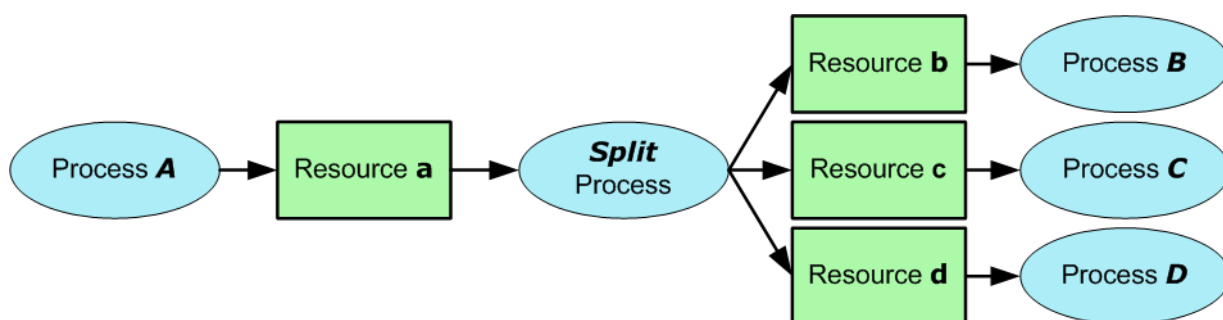 Resource b
Process B
Process A
Resource a
Split
Process
Resource c
Process C
Resource d
Process D